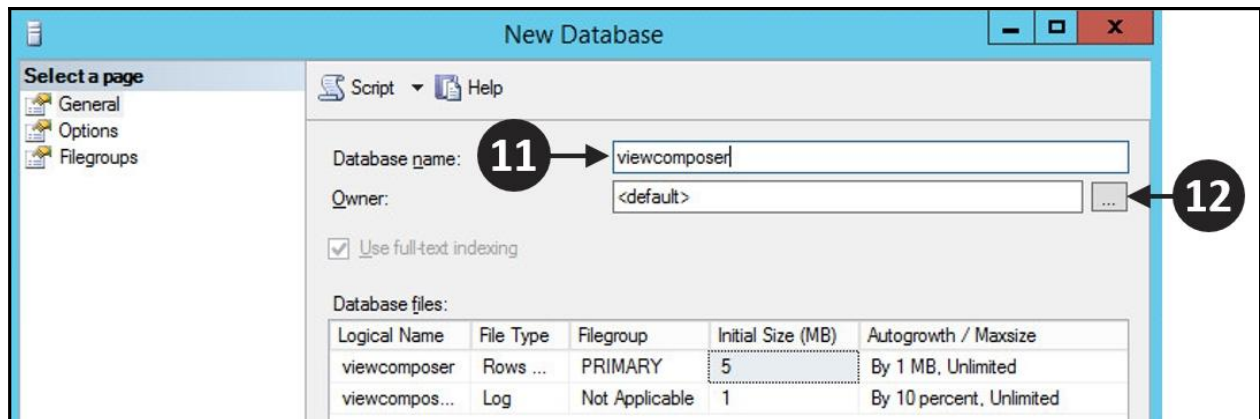 New Database
Select a page
General
Options
Filegroups
Script Help
Database name: 11 viewcomposer
Owner: <default> ... 12
Use full-text indexing
Database files:
Logical Name File Type Filegroup Initial Size (MB) Autogrowth / Maxsize
viewcomposer Rows ... PRIMARY 5 By 1 MB, Unlimited
viewcompos... Log Not Applicable 1 By 10 percent, Unlimited